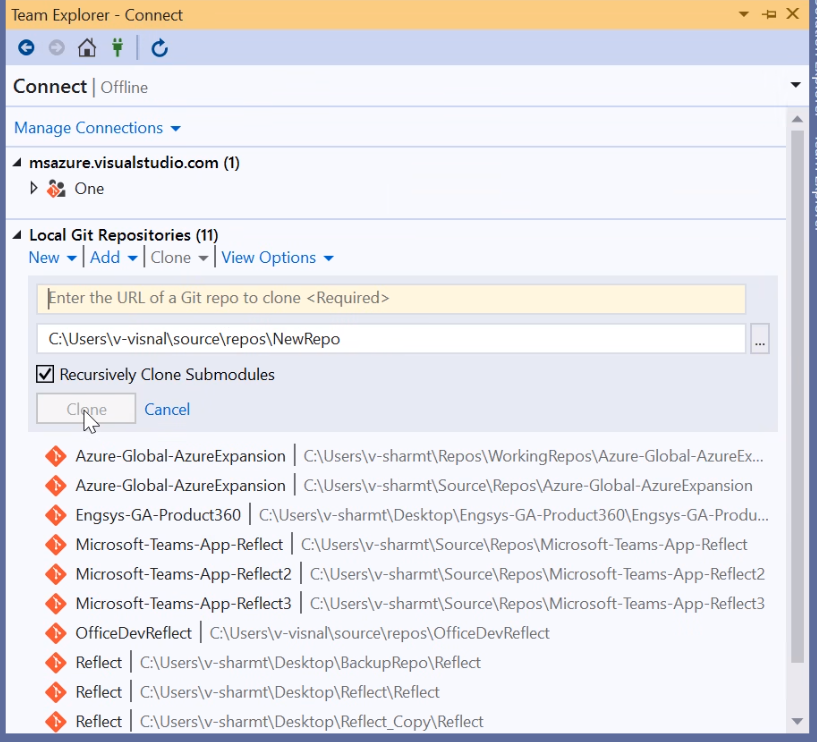 Team Explorer - Connect
Connect | Offline
Manage Connections
msazure.visualstudio.com (1)
One
Local Git Repositories (11)
New | Add | Clone | View Options
Enter the URL of a Git repo to clone <Required>
C:\Users\v-visnal\source\repos\NewRepo
...
Recursively Clone Submodules
Clone Cancel
Azure-Global-AzureExpansion | C:\Users\v-sharmt\Repos\WorkingRepos\Azure-Global-AzureEx...
Azure-Global-AzureExpansion | C:\Users\v-sharmt\Source\Repos\Azure-Global-AzureExpansion
Engsys-GA-Product360 | C:\Users\v-sharmt\Desktop\Engsys-GA-Product360\Engsys-GA-Produ...
Microsoft-Teams-App-Reflect | C:\Users\v-sharmt\Source\Repos\Microsoft-Teams-App-Reflect
Microsoft-Teams-App-Reflect2 | C:\Users\v-sharmt\Source\Repos\Microsoft-Teams-App-Reflect2
Microsoft-Teams-App-Reflect3 | C:\Users\v-sharmt\Source\Repos\Microsoft-Teams-App-Reflect3
OfficeDevReflect | C:\Users\v-visnal\source\repos\OfficeDevReflect
Reflect | C:\Users\v-sharmt\Desktop\BackupRepo\Reflect
Reflect | C:\Users\v-sharmt\Desktop\Reflect\Reflect
Reflect | C:\Users\v-sharmt\Desktop\Reflect_Copy\Reflect